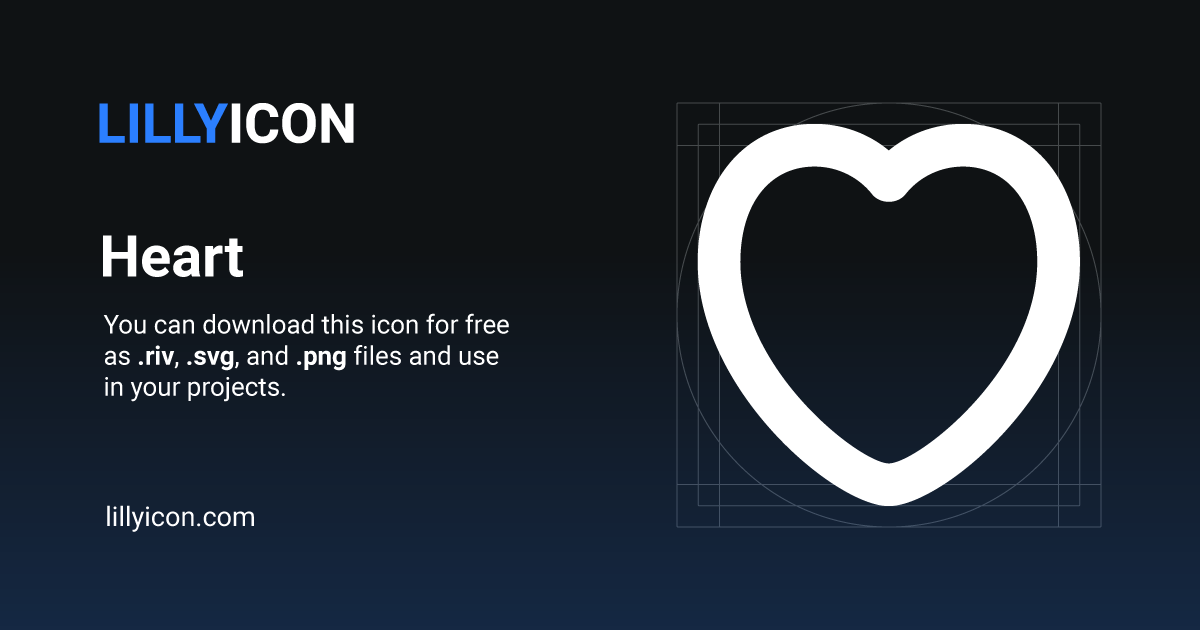 LILLYICON
Heart
You can download this icon for free
as .riv, .svg, and .png files and use
in your projects.
lillyicon.com